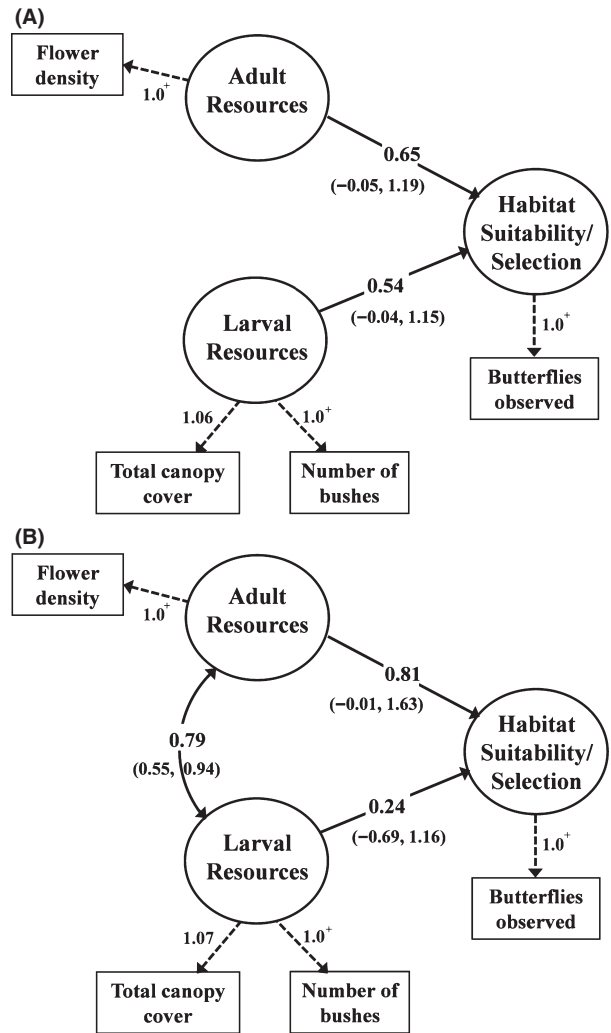 (A)
Flower
density
1.0+
Adult
Resources
0.65
(−0.05, 1.19)
Habitat
Suitability/
Selection
0.54
(−0.04, 1.15)
Larval
Resources
1.0+
Butterflies
observed
1.06
1.0+
Total canopy
cover
Number of
bushes
(B)
Flower
density
1.0+
Adult
Resources
0.81
(−0.01, 1.63)
Habitat
Suitability/
Selection
0.79
(0.55, 0.94)
0.24
(−0.69, 1.16)
Larval
Resources
1.0+
Butterflies
observed
1.07
1.0+
Total canopy
cover
Number of
bushes